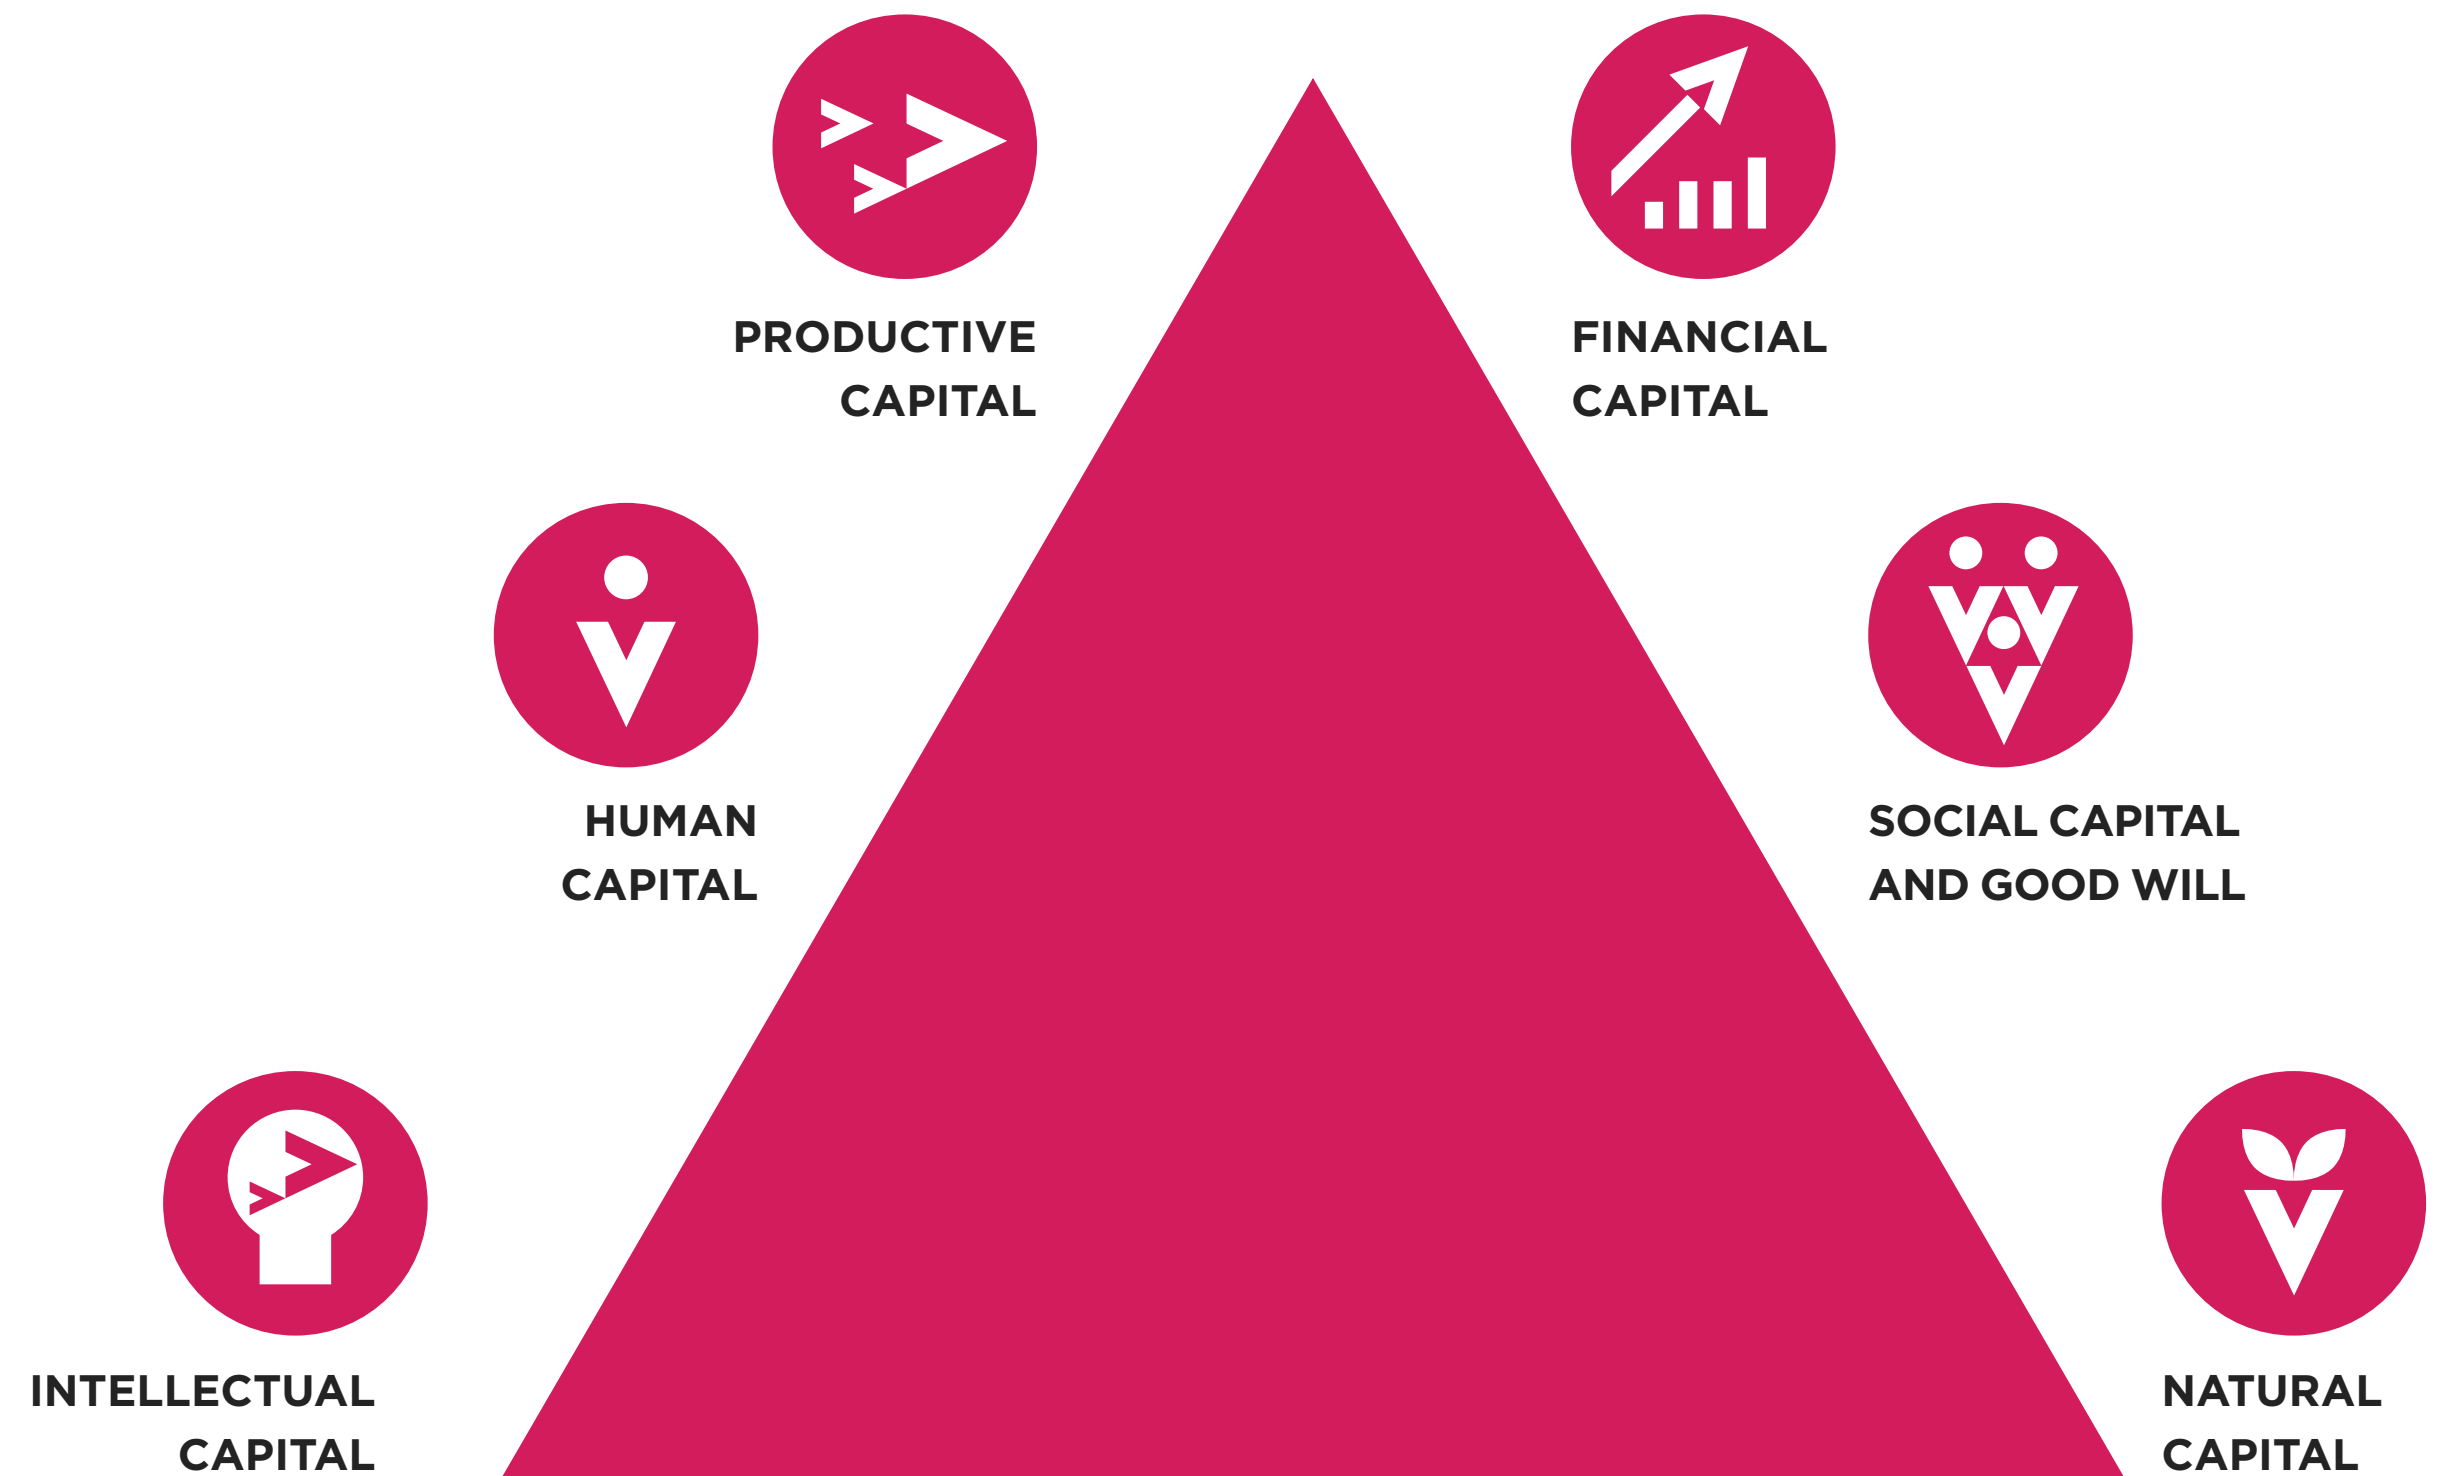 PRODUCTIVE
CAPITAL
FINANCIAL
CAPITAL
HUMAN
CAPITAL
SOCIAL CAPITAL
AND GOOD WILL
INTELLECTUAL
CAPITAL
NATURAL
CAPITAL